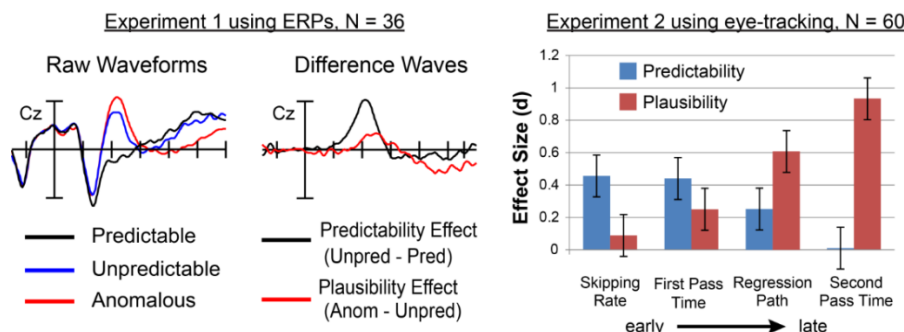 Experiment 1 using ERPs, N = 36
Raw Waveforms
Difference Waves
Cz
Cz
Predictable
Unpredictable
Anomalous
Predictability Effect
(Unpred - Pred)
Plausibility Effect
(Anom - Unpred)
Experiment 2 using eye-tracking, N = 60
Effect Size (d)
1.2
1
0.8
0.6
0.4
0.2
0
Predictability
Plausibility
Skipping
Rate
First Pass
Time
Regression
Path
Second
Pass Time
early
late